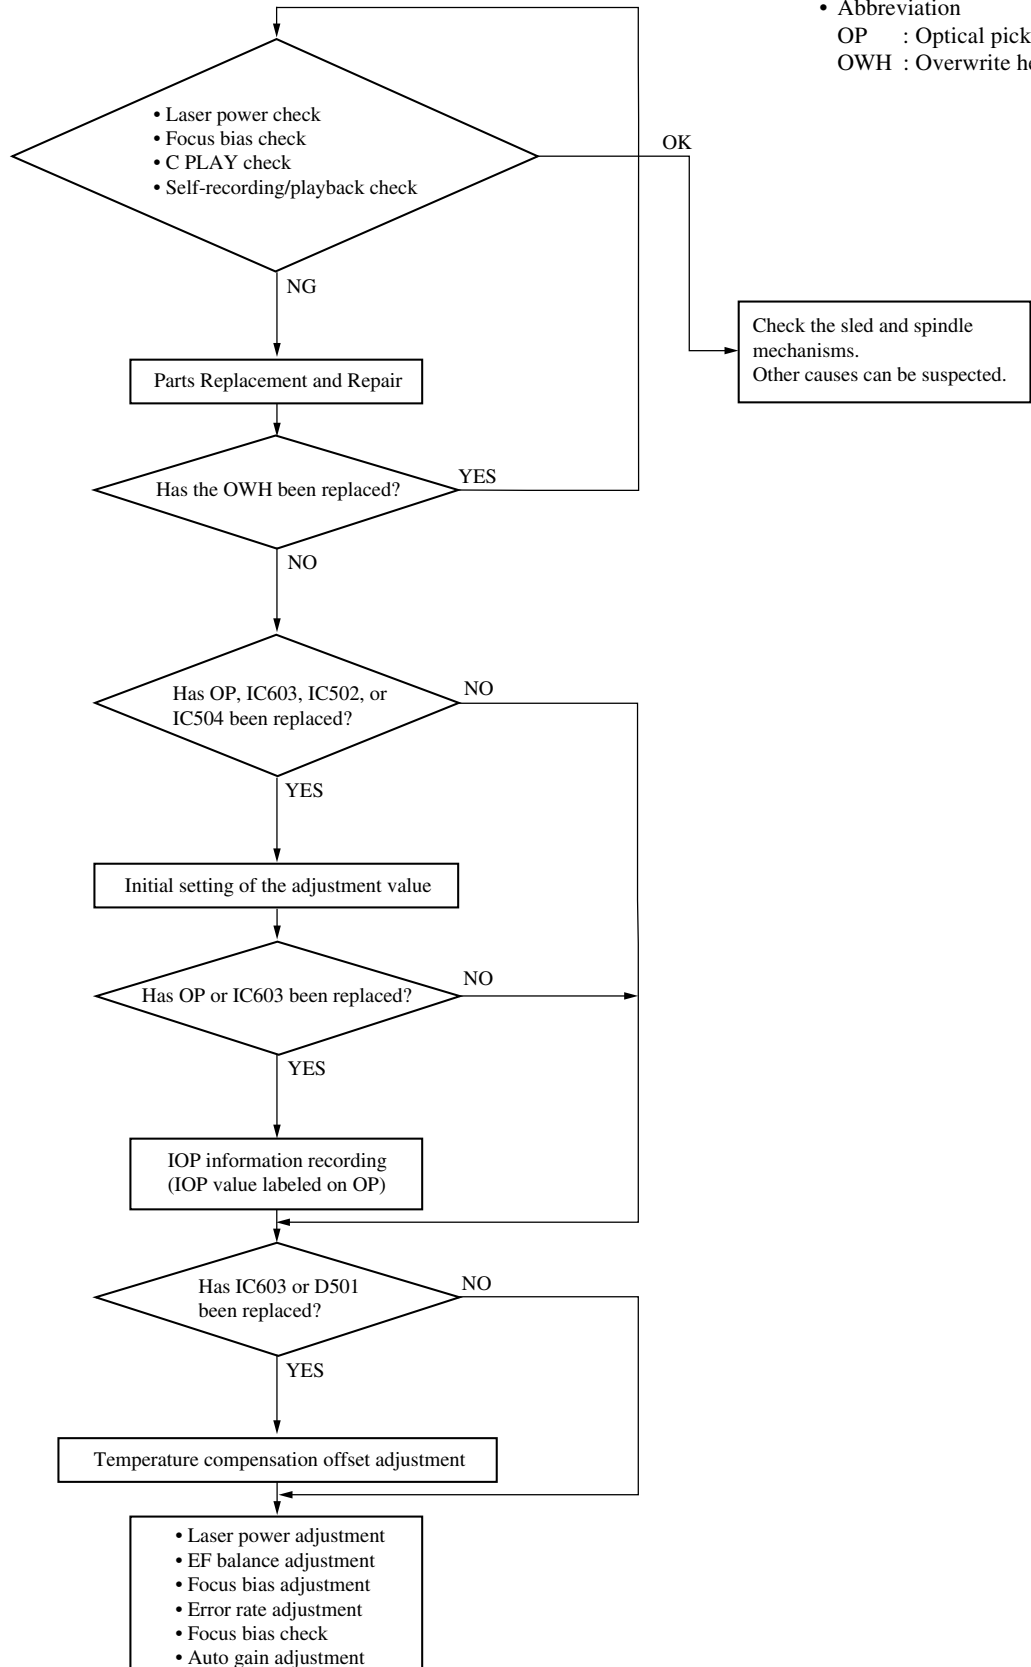 • Abbreviation
OP : Optical pick
OWH : Overwrite
• Laser power check
• Focus bias check
• C PLAY check
• Self-recording/playback check
OK
NG
Check the sled and spindle
mechanisms.
Other causes can be suspected.
Parts Replacement and Repair
Has the OWH been replaced?
YES
NO
Has OP, IC603, IC502, or
IC504 been replaced?
NO
YES
Initial setting of the adjustment value
Has OP or IC603 been replaced?
NO
YES
IOP information recording
(IOP value labeled on OP)
Has IC603 or D501
been replaced?
NO
YES
Temperature compensation offset adjustment
• Laser power adjustment
• EF balance adjustment
• Focus bias adjustment
• Error rate adjustment
• Focus bias check
• Auto gain adjustment